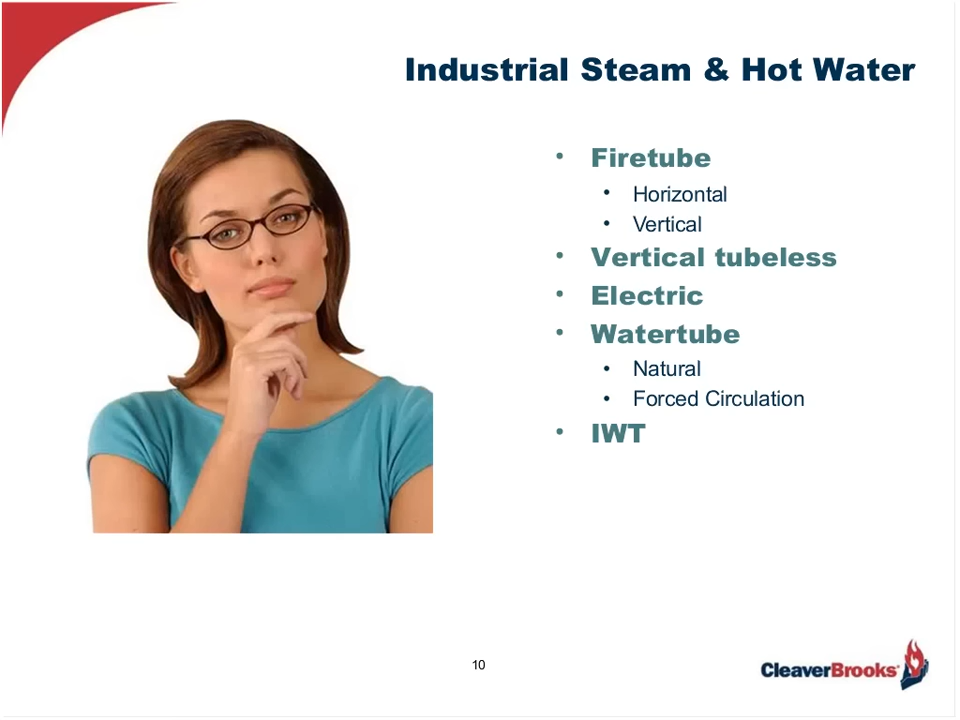 Industrial Steam & Hot Water
• Firetube
• Horizontal
• Vertical
• Vertical tubeless
• Electric
• Watertube
• Natural
• Forced Circulation
• IWT
10
CleaverBrooks®